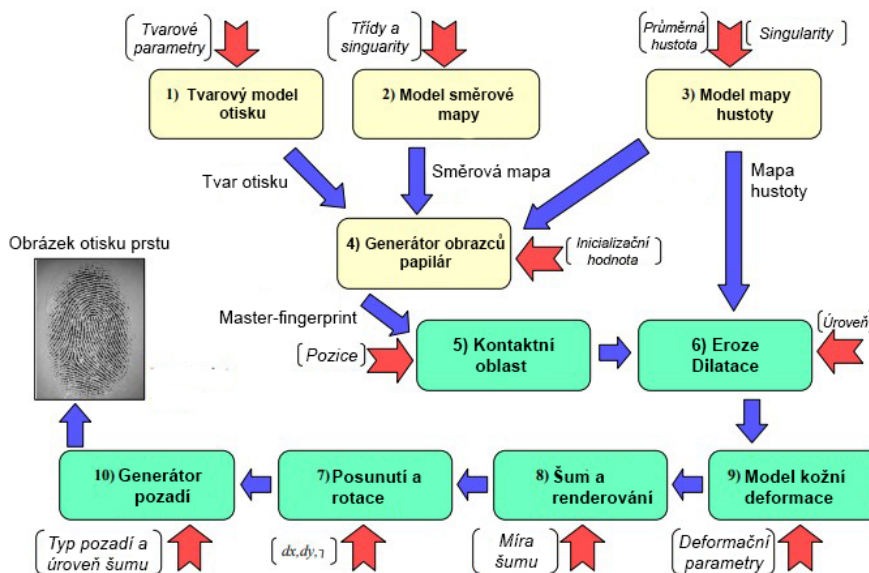 Tvarové
parametry
Třídy a
singuarity
Průměrná
hustota
Singularity
1) Tvarový model
otisku
2) Model směrové
mapy
3) Model mapy
hustoty
Tvar otisku
Směrová mapa
Mapa
hustoty
4) Generátor obrazců
papilár
Inicializační
hodnota
Obrázek otisku prstu
Master-fingerprint
Pozice
5) Kontaktní
oblast
6) Eroze
Dilatace
Úroveň
10) Generátor
pozadí
7) Posunutí a
rotace
8) Šum a
renderování
9) Model kožní
deformace
Typ pozadí a
úroveň šumu
dx,dy,┐
Míra
šumu
Deformační
parametry